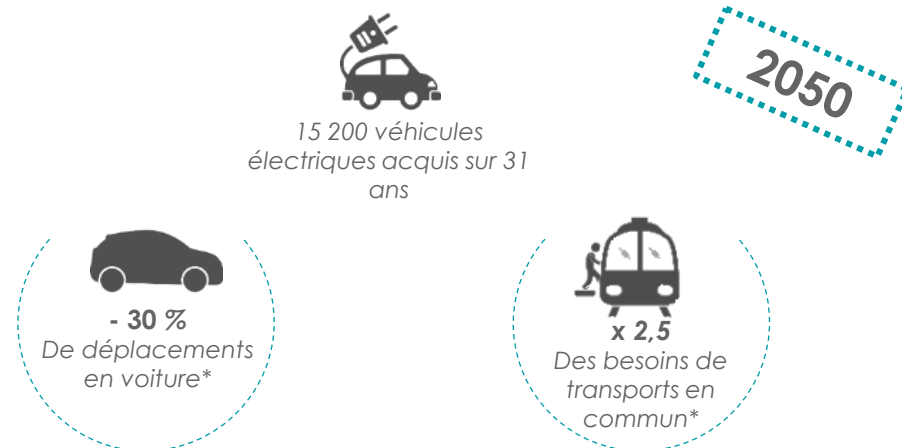 2050
15 200 véhicules
électriques acquis sur 31
ans
- 30 %
De déplacements
en voiture*
x 2,5
Des besoins de
transports en
commun*